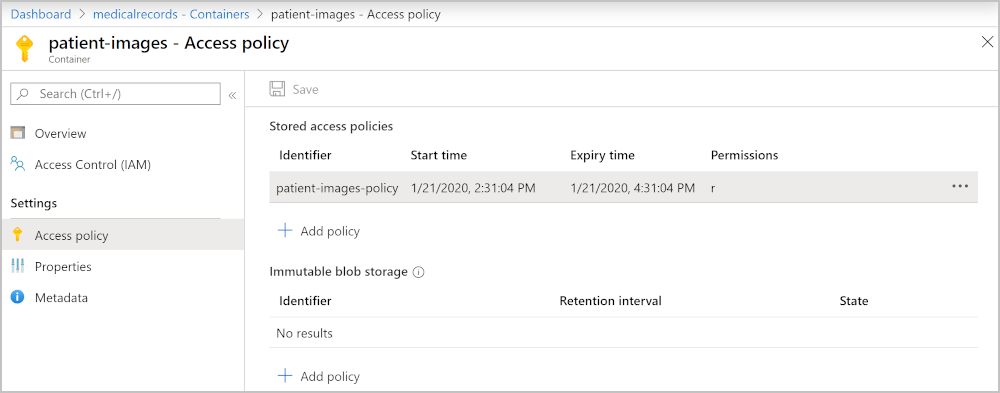 Dashboard > medicalrecords - Containers > patient-images - Access policy
patient-images - Access policy
Container
Search (Ctrl+/)
Overview
Access Control (IAM)
Settings
Access policy
Properties
Metadata
Save
Stored access policies
Identifier Start time Expiry time Permissions
patient-images-policy 1/21/2020, 2:31:04 PM 1/21/2020, 4:31:04 PM r
Add policy
Immutable blob storage
Identifier Retention interval State
No results
Add policy